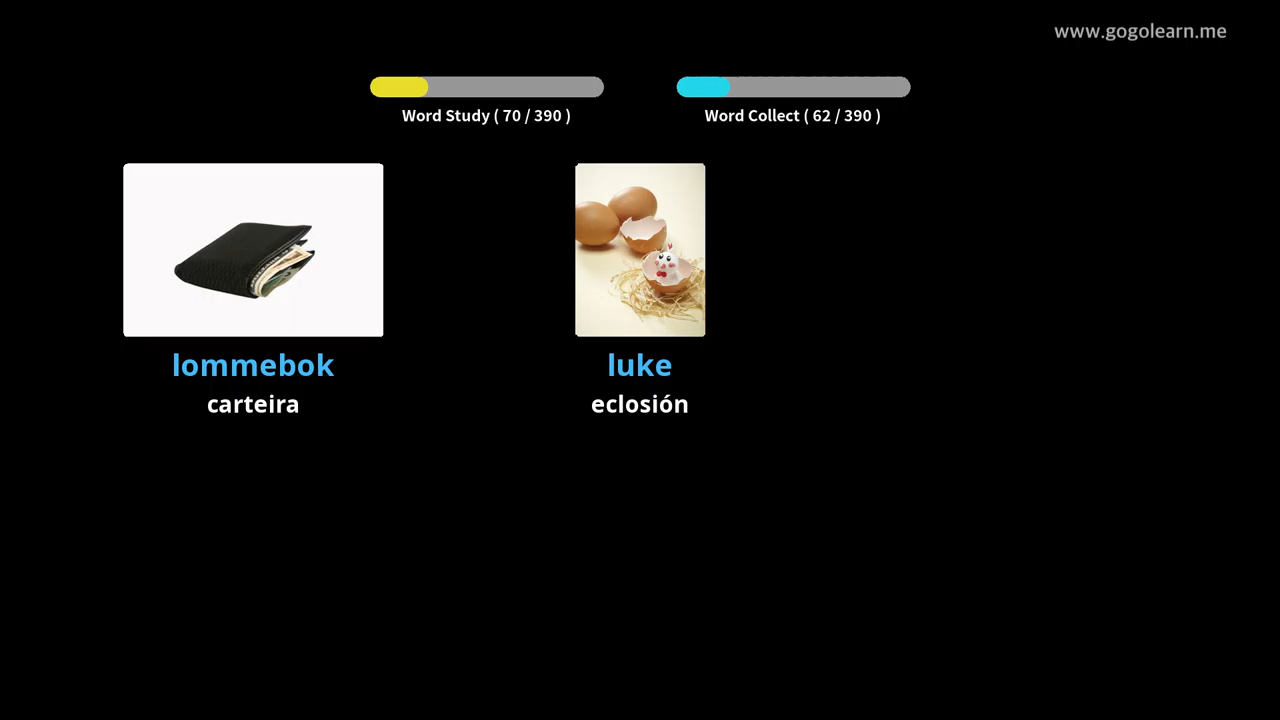 www.gogolearn.me
Word Study ( 70 / 390 )
Word Collect ( 62 / 390 )
lommebok
carteira
luke
eclosión